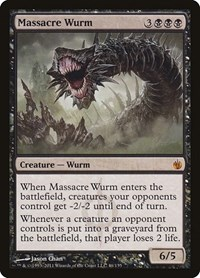 Massacre Wurm 3
Creature — Wurm
When Massacre Wurm enters the
battlefield, creatures your opponents
control get -2/-2 until end of turn.
Whenever a creature an opponent
controls is put into a graveyard from
the battlefield, that player loses 2 life.
Jason Chan
6/5